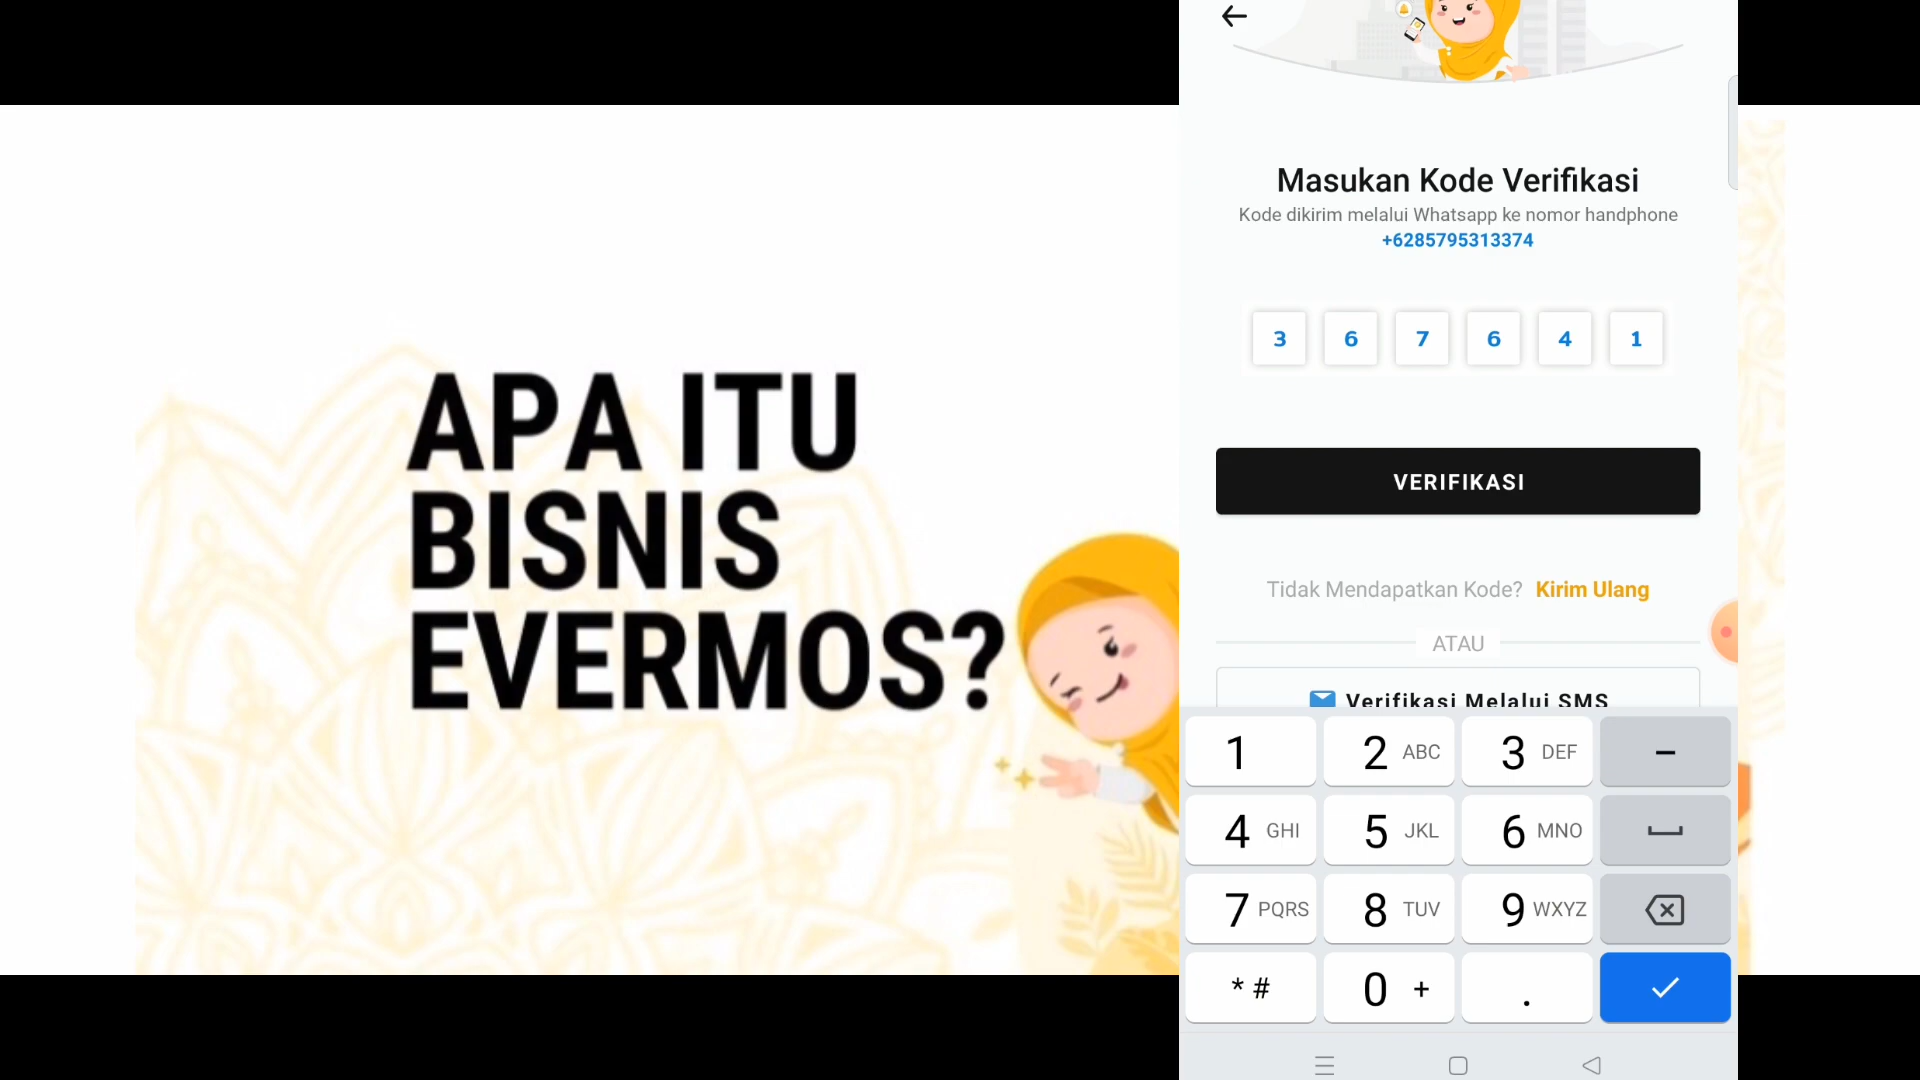 APA ITU
BISNIS
EVERMOS?
Masukan Kode Verifikasi
Kode dikirim melalui Whatsapp ke nomor handphone
+6285795313374
3 6 7 6 4 1
VERIFIKASI
Tidak Mendapatkan Kode? Kirim Ulang
ATAU
Verifikasi Melalui SMS
1 2 ABC 3 DEF –
4 GHI 5 JKL 6 MNO
7 PQRS 8 TUV 9 WXYZ
* # 0 + .